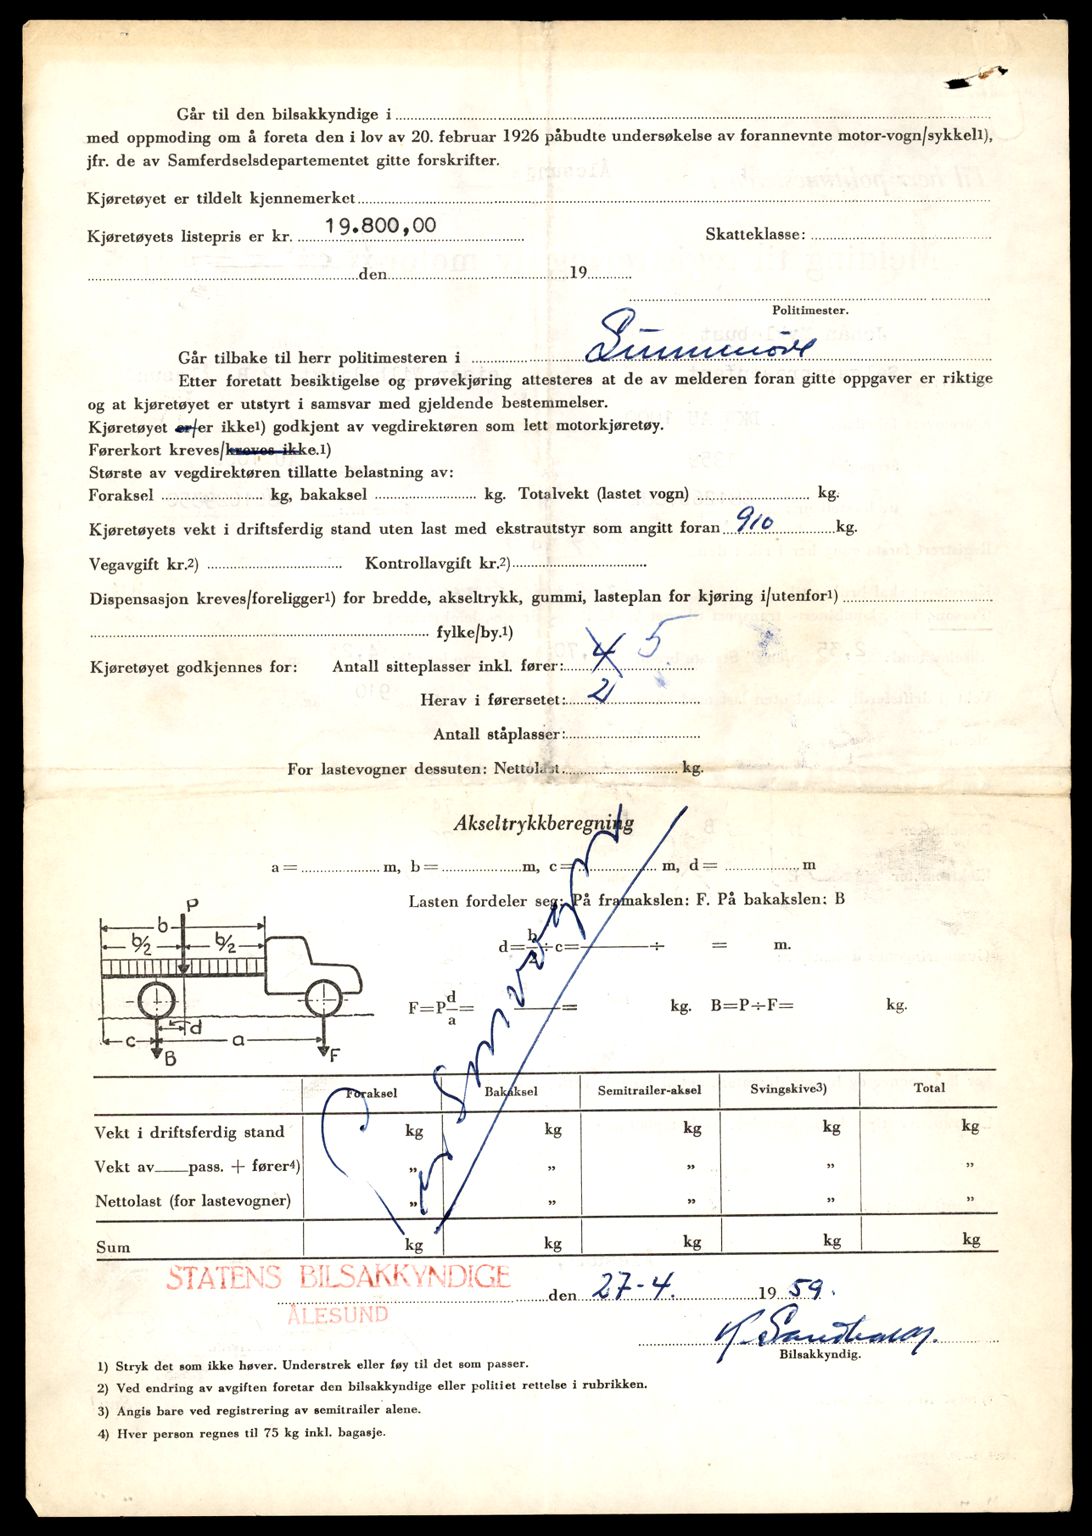 Går til den bilsakkyndige i
med oppmoding om å foreta den i lov av 20. februar 1926 påbudte undersøkelse av forannevnte motor-vogn/sykkel1),
jfr. de av Samferdselsdepartementet gitte forskrifter.
Kjøretøyet er tildelt kjennemerket
Kjøretøyets listepris er kr. 19.800,00 Skatteklasse:
den 19
Politimester.
Går tilbake til herr politimesteren i Sunnmøre
Etter foretatt besiktigelse og prøvekjøring attesteres at de av melderen foran gitte oppgaver er riktige
og at kjøretøyet er utstyrt i samsvar med gjeldende bestemmelser.
Kjøretøyet er/er ikke1) godkjent av vegdirektøren som lett motorkjøretøy.
Førerkort kreves/kreves ikke.1)
Største av vegdirektøren tillatte belastning av:
Foraksel kg, bakaksel kg. Totalvekt (lastet vogn) kg.
Kjøretøyets vekt i driftsferdig stand uten last med ekstrautstyr som angitt foran 910 kg.
Vegavgift kr.2) Kontrollavgift kr.2)
Dispensasjon kreves/foreligger1) for bredde, akseltrykk, gummi, lasteplan for kjøring i/utenfor1)
fylke/by.1)
Kjøretøyet godkjennes for: Antall sitteplasser inkl. fører: 4 5
Herav i førersetet: 2
Antall ståplasser:
For lastevogner dessuten: Nettolast kg.
Akseltrykkberegning
a = m, b = m, c = m, d = m
Lasten fordeler seg: På framakslen: F. På bakakslen: B
d = b/2 ÷ c = ÷ = m.
F = P d/a = = kg. B = P ÷ F = kg.
P
b
b/2 b/2
d
c a
B F
Personvogn
Foraksel Bakaksel Semitrailer-aksel Svingskive3) Total
Vekt i driftsferdig stand kg kg kg kg kg
Vekt av pass. + fører4) „ „ „ „ „
Nettolast (for lastevogner) „ „ „ „ „
Sum kg kg kg kg kg
STATENS BILSAKKYNDIGE
ÅLESUND
den 27-4. 19 59.
K. Sandhaug.
Bilsakkyndig.
1) Stryk det som ikke høver. Understrek eller føy til det som passer.
2) Ved endring av avgiften foretar den bilsakkyndige eller politiet rettelse i rubrikken.
3) Angis bare ved registrering av semitrailer alene.
4) Hver person regnes til 75 kg inkl. bagasje.